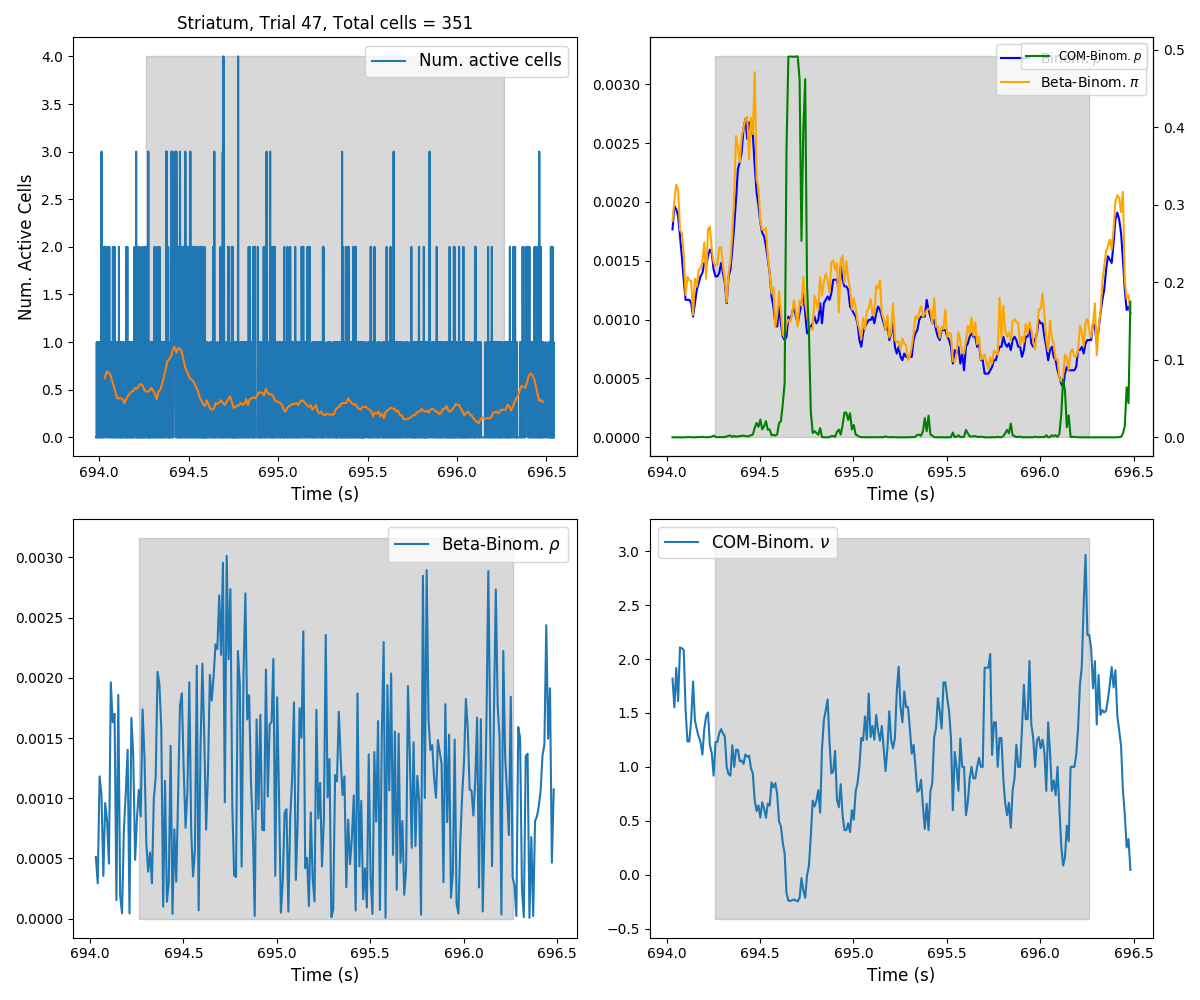 Striatum, Trial 47, Total cells = 351
Num. active cells
Num. Active Cells
4.0
3.5
3.0
2.5
2.0
1.5
1.0
0.5
0.0
694.0 694.5 695.0 695.5 696.0 696.5
Time (s)
COM-Binom. p
Beta-Binom. π
0.0030
0.0025
0.0020
0.0015
0.0010
0.0005
0.0000
0.5
0.4
0.3
0.2
0.1
0.0
694.0 694.5 695.0 695.5 696.0 696.5
Time (s)
Beta-Binom. ρ
0.0030
0.0025
0.0020
0.0015
0.0010
0.0005
0.0000
694.0 694.5 695.0 695.5 696.0 696.5
Time (s)
COM-Binom. ν
3.0
2.5
2.0
1.5
1.0
0.5
0.0
−0.5
694.0 694.5 695.0 695.5 696.0 696.5
Time (s)